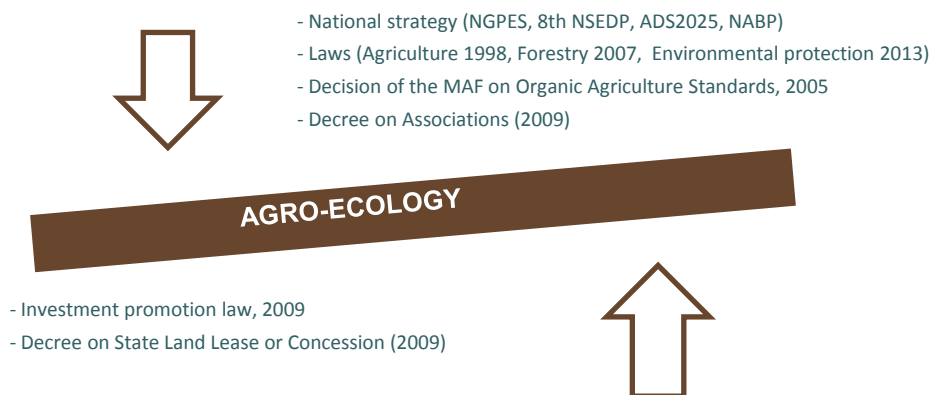 - National strategy (NGPES, 8th NSEDP, ADS2025, NABP)
- Laws (Agriculture 1998, Forestry 2007, Environmental protection 2013)
- Decision of the MAF on Organic Agriculture Standards, 2005
- Decree on Associations (2009)
AGRO-ECOLOGY
- Investment promotion law, 2009
- Decree on State Land Lease or Concession (2009)